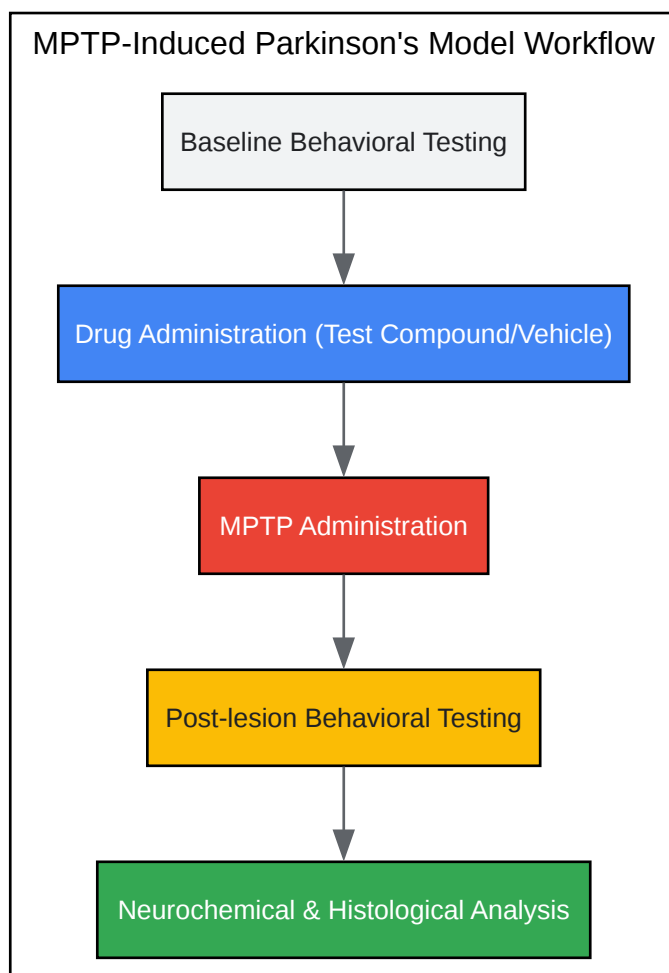 MPTP-Induced Parkinson's Model Workflow
Baseline Behavioral Testing
Drug Administration (Test Compound/Vehicle)
MPTP Administration
Post-lesion Behavioral Testing
Neurochemical & Histological Analysis